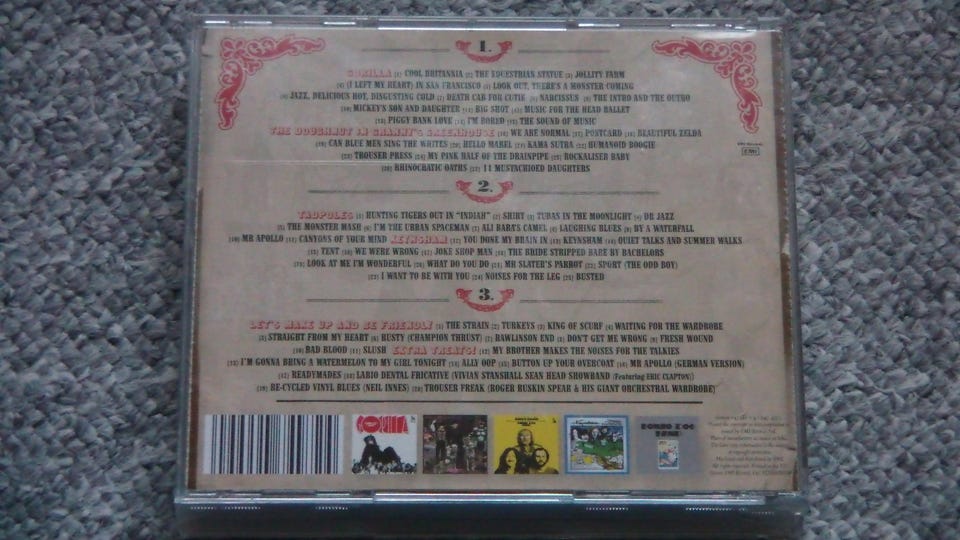 1.
GORILLA [1] COOL BRITANNIA [2] THE EQUESTRIAN STATUE [3] JOLLITY FARM
[4] (I LEFT MY HEART) IN SAN FRANCISCO [5] LOOK OUT, THERE'S A MONSTER COMING
[6] JAZZ, DELICIOUS HOT, DISGUSTING COLD [7] DEATH CAB FOR CUTIE [8] NARCISSUS [9] THE INTRO AND THE OUTRO
[10] MICKEY'S SON AND DAUGHTER [11] BIG SHOT [12] MUSIC FOR THE HEAD BALLET
[13] PIGGY BANK LOVE [14] I'M BORED [15] THE SOUND OF MUSIC
THE DOUGHNUT IN GRANNY'S GREENHOUSE [16] WE ARE NORMAL [17] POSTCARD [18] BEAUTIFUL ZELDA
[19] CAN BLUE MEN SING THE WHITES [20] HELLO MABEL [21] KAMA SUTRA [22] HUMANOID BOOGIE
[23] TROUSER PRESS [24] MY PINK HALF OF THE DRAINPIPE [25] ROCKALISER BABY
[26] RHINOCRATIC OATHS [27] 11 MUSTACHIOED DAUGHTERS
EMI
2.
TADPOLES [1] HUNTING TIGERS OUT IN "INDIAH" [2] SHIRT [3] TUBAS IN THE MOONLIGHT [4] DR JAZZ
[5] THE MONSTER MASH [6] I'M THE URBAN SPACEMAN [7] ALI BABA'S CAMEL [8] LAUGHING BLUES [9] BY A WATERFALL
[10] MR APOLLO [11] CANYONS OF YOUR MIND KEYNSHAM [12] YOU DONE MY BRAIN IN [13] KEYNSHAM [14] QUIET TALKS AND SUMMER WALKS
[15] TENT [16] WE WERE WRONG [17] JOKE SHOP MAN [18] THE BRIDE STRIPPED BARE BY BACHELORS
[19] LOOK AT ME I'M WONDERFUL [20] WHAT DO YOU DO [21] MR SLATER'S PARROT [22] SPORT (THE ODD BOY)
[23] I WANT TO BE WITH YOU [24] NOISES FOR THE LEG [25] BUSTED
3.
LET'S MAKE UP AND BE FRIENDLY [1] THE STRAIN [2] TURKEYS [3] KING OF SCURF [4] WAITING FOR THE WARDROBE
[5] STRAIGHT FROM MY HEART [6] RUSTY (CHAMPION THRUST) [7] RAWLINSON END [8] DON'T GET ME WRONG [9] FRESH WOUND
[10] BAD BLOOD [11] SLUSH EXTRA TREATS! [12] MY BROTHER MAKES THE NOISES FOR THE TALKIES
[13] I'M GONNA BRING A WATERMELON TO MY GIRL TONIGHT [14] ALLY OOP [15] BUTTON UP YOUR OVERCOAT [16] MR APOLLO (GERMAN VERSION)
[17] READYMADES [18] LABIO DENTAL FRICATIVE (VIVIAN STANSHALL SEAN HEAD SHOWBAND (Featuring ERIC CLAPTON))
[19] RE-CYCLED VINYL BLUES (NEIL INNES) [20] TROUSER FREAK (ROGER RUSKIN SPEAR & HIS GIANT ORCHESTRAL WARDROBE)
GORILLA
BONZO DOG
BAND